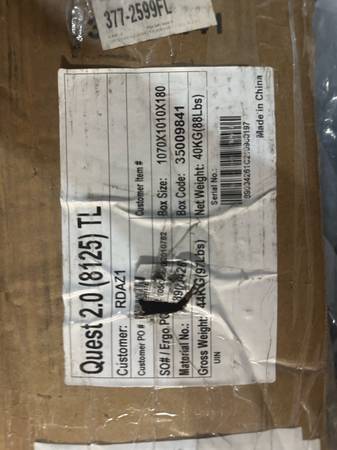 377-2599FL
Quest 2.0 (8125) TL
Customer: RDAZ1
Customer PO # Customer Item #
SO# / Ergo PO Box Size: 1070X1010X180
Material No.: Box Code: 35009841
Gross Weight: 44KG(97Lbs) Net Weight: 40KG(88Lbs)
UIN Serial No.:
Made in China